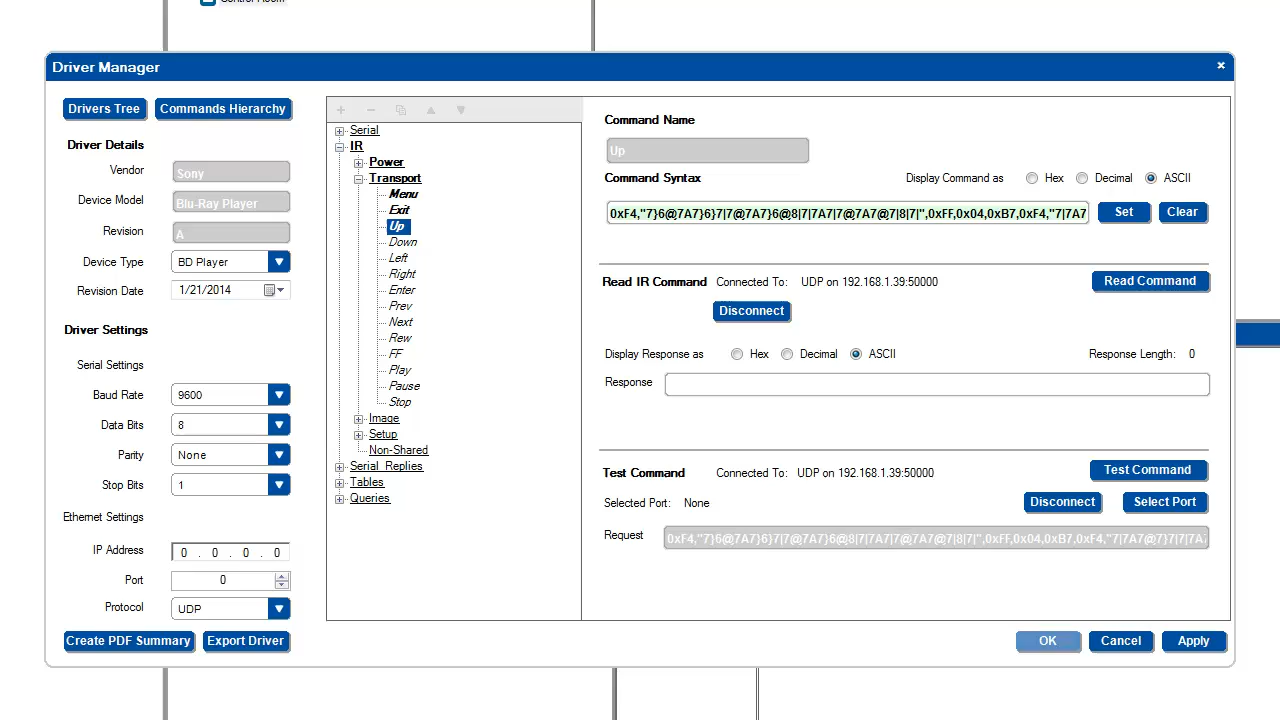 Control Room
Driver Manager
×
Drivers Tree
Commands Hierarchy
Driver Details
Vendor
Sony
Device Model
Blu-Ray Player
Revision
A
Device Type
BD Player
Revision Date
1/21/2014
Driver Settings
Serial Settings
Baud Rate
9600
Data Bits
8
Parity
None
Stop Bits
1
Ethernet Settings
IP Address
0 . 0 . 0 . 0
Port
0
Protocol
UDP
Create PDF Summary
Export Driver
Serial
IR
Power
Transport
Menu
Exit
Up
Down
Left
Right
Enter
Prev
Next
Rew
FF
Play
Pause
Stop
Image
Setup
Non-Shared
Serial Replies
Tables
Queries
Command Name
Up
Command Syntax
Display Command as
Hex
Decimal
ASCII
0xF4,"7}6@7A7}6}7|7@7A7}6@8|7|7A7|7@7A7@7|8|7|",0xFF,0x04,0xB7,0xF4,"7|7A7
Set
Clear
Read IR Command
Connected To:
UDP on 192.168.1.39:50000
Read Command
Disconnect
Display Response as
Hex
Decimal
ASCII
Response Length:
0
Response
Test Command
Connected To:
UDP on 192.168.1.39:50000
Test Command
Selected Port:
None
Disconnect
Select Port
Request
0xF4,"7}6@7A7}6}7|7@7A7}6@8|7|7A7|7@7A7@7|8|7|",0xFF,0x04,0xB7,0xF4,"7|7A7@7}7|7|7A
OK
Cancel
Apply